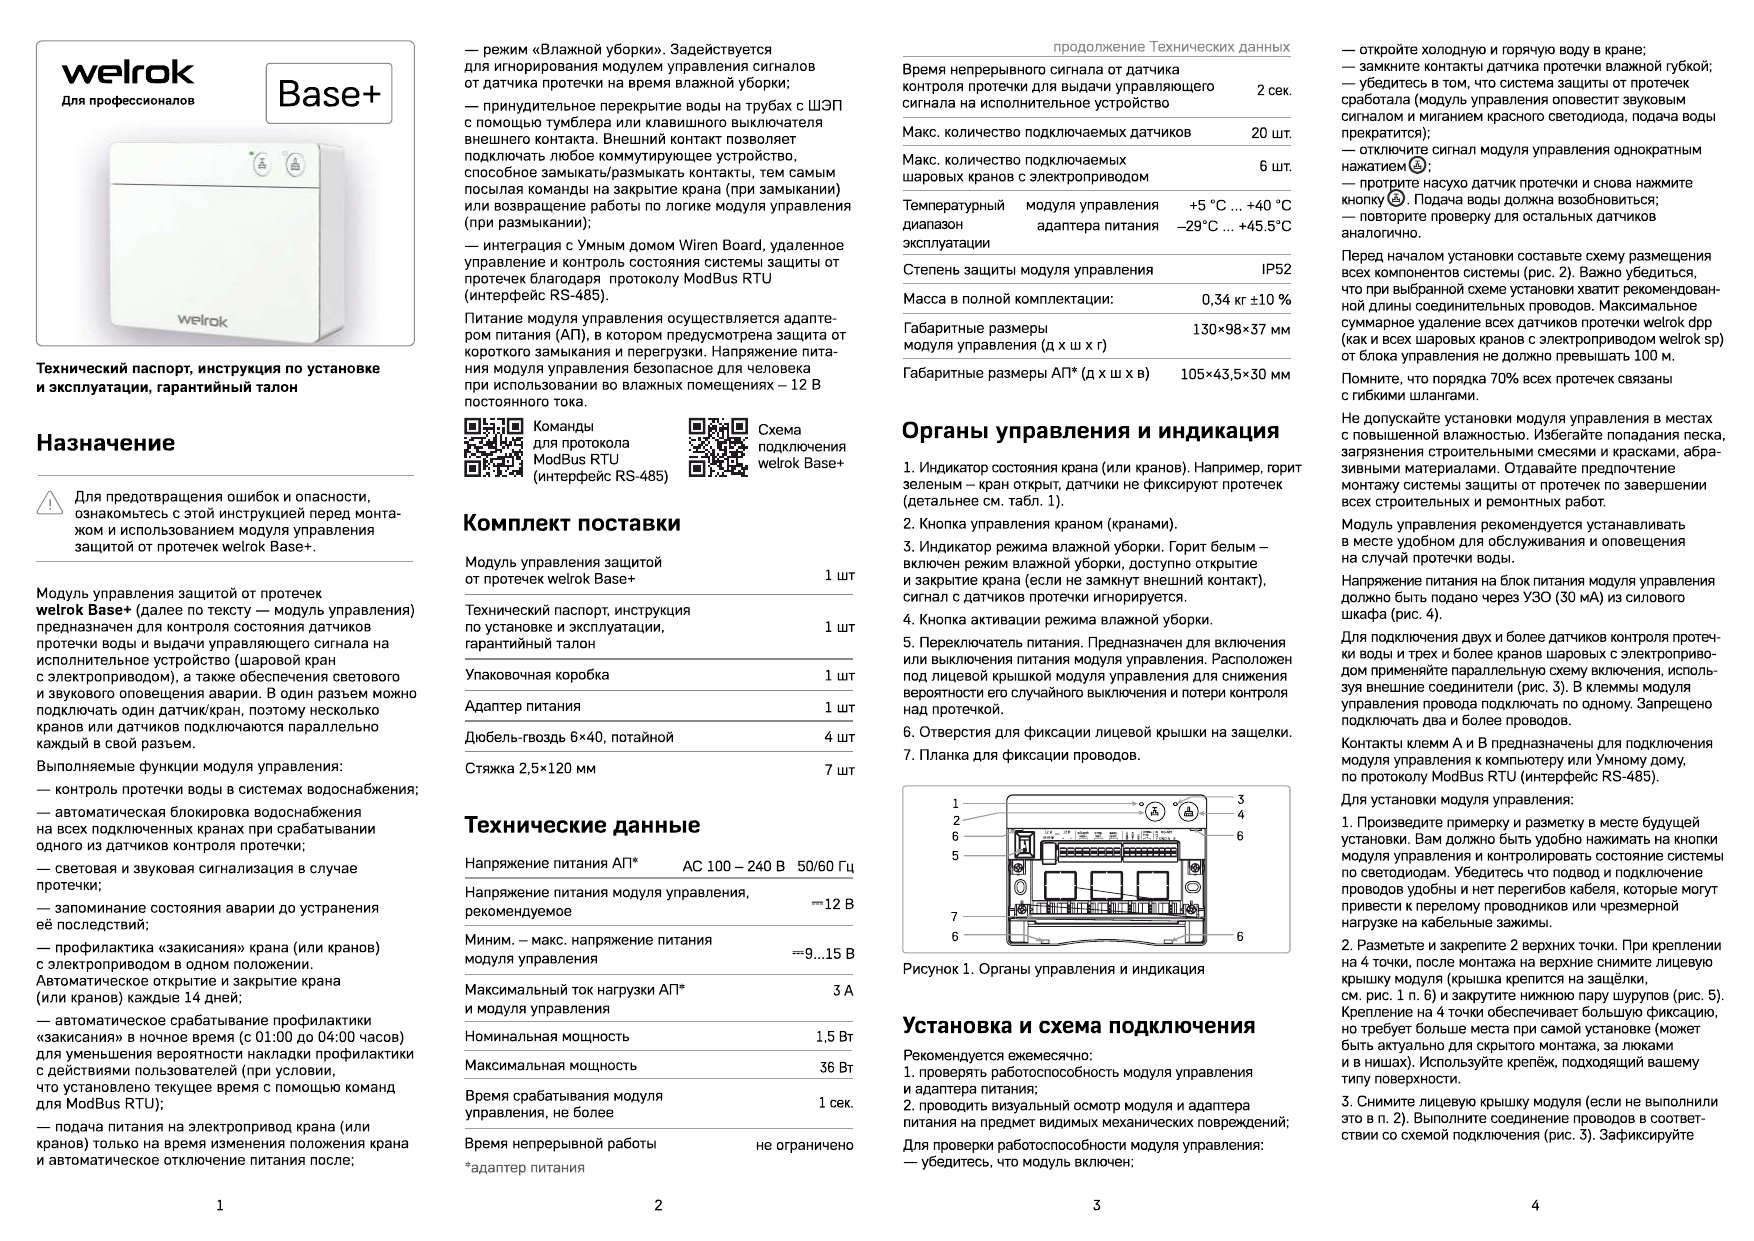 welrok
Для профессионалов
Base+
welrok
Технический паспорт, инструкция по установке
и эксплуатации, гарантийный талон
Назначение
Для предотвращения ошибок и опасности,
ознакомьтесь с этой инструкцией перед монта-
жом и использованием модуля управления
защитой от протечек welrok Base+.
Модуль управления защитой от протечек
welrok Base+ (далее по тексту — модуль управления)
предназначен для контроля состояния датчиков
протечки воды и выдачи управляющего сигнала на
исполнительное устройство (шаровой кран
с электроприводом), а также обеспечения светового
и звукового оповещения аварии. В один разъем можно
подключать один датчик/кран, поэтому несколько
кранов или датчиков подключаются параллельно
каждый в свой разъем.
Выполняемые функции модуля управления:
— контроль протечки воды в системах водоснабжения;
— автоматическая блокировка водоснабжения
на всех подключенных кранах при срабатывании
одного из датчиков контроля протечки;
— световая и звуковая сигнализация в случае
протечки;
— запоминание состояния аварии до устранения
её последствий;
— профилактика «закисания» крана (или кранов)
с электроприводом в одном положении.
Автоматическое открытие и закрытие крана
(или кранов) каждые 14 дней;
— автоматическое срабатывание профилактики
«закисания» в ночное время (с 01:00 до 04:00 часов)
для уменьшения вероятности накладки профилактики
с действиями пользователей (при условии,
что установлено текущее время с помощью команд
для ModBus RTU);
— подача питания на электропривод крана (или
кранов) только на время изменения положения крана
и автоматическое отключение питания после;
1
— режим «Влажной уборки». Задействуется
для игнорирования модулем управления сигналов
от датчика протечки на время влажной уборки;
— принудительное перекрытие воды на трубах с ШЭП
с помощью тумблера или клавишного выключателя
внешнего контакта. Внешний контакт позволяет
подключать любое коммутирующее устройство,
способное замыкать/размыкать контакты, тем самым
посылая команды на закрытие крана (при замыкании)
или возвращение работы по логике модуля управления
(при размыкании);
— интеграция с Умным домом Wiren Board, удаленное
управление и контроль состояния системы защиты от
протечек благодаря протоколу ModBus RTU
(интерфейс RS-485).
Питание модуля управления осуществляется адапте-
ром питания (АП), в котором предусмотрена защита от
короткого замыкания и перегрузки. Напряжение пита-
ния модуля управления безопасное для человека
при использовании во влажных помещениях – 12 В
постоянного тока.
Команды
для протокола
ModBus RTU
(интерфейс RS-485)
Схема
подключения
welrok Base+
Комплект поставки
Модуль управления защитой
от протечек welrok Base+ 1 шт
Технический паспорт, инструкция
по установке и эксплуатации, 1 шт
гарантийный талон
Упаковочная коробка 1 шт
Адаптер питания 1 шт
Дюбель-гвоздь 6×40, потайной 4 шт
Стяжка 2,5×120 мм 7 шт
Технические данные
Напряжение питания АП* AC 100 – 240 В 50/60 Гц
Напряжение питания модуля управления,
рекомендуемое ⎓12 В
Миним. – макс. напряжение питания
модуля управления ⎓9...15 В
Максимальный ток нагрузки АП* 3 А
и модуля управления
Номинальная мощность 1,5 Вт
Максимальная мощность 36 Вт
Время срабатывания модуля
управления, не более 1 сек.
Время непрерывной работы не ограничено
*адаптер питания
2
продолжение Технических данных
Время непрерывного сигнала от датчика
контроля протечки для выдачи управляющего 2 сек.
сигнала на исполнительное устройство
Макс. количество подключаемых датчиков 20 шт.
Макс. количество подключаемых
шаровых кранов с электроприводом 6 шт.
Температурный модуля управления +5 °C ... +40 °C
диапазон адаптера питания –29°C ... +45.5°C
эксплуатации
Степень защиты модуля управления IP52
Масса в полной комплектации: 0,34 кг ±10 %
Габаритные размеры 130×98×37 мм
модуля управления (д х ш х г)
Габаритные размеры АП* (д х ш х в) 105×43,5×30 мм
Органы управления и индикация
1. Индикатор состояния крана (или кранов). Например, горит
зеленым – кран открыт, датчики не фиксируют протечек
(детальнее см. табл. 1).
2. Кнопка управления краном (кранами).
3. Индикатор режима влажной уборки. Горит белым –
включен режим влажной уборки, доступно открытие
и закрытие крана (если не замкнут внешний контакт),
сигнал с датчиков протечки игнорируется.
4. Кнопка активации режима влажной уборки.
5. Переключатель питания. Предназначен для включения
или выключения питания модуля управления. Расположен
под лицевой крышкой модуля управления для снижения
вероятности его случайного выключения и потери контроля
над протечкой.
6. Отверстия для фиксации лицевой крышки на защелки.
7. Планка для фиксации проводов.
1
2
6
5
7
6
3
4
6
6
Рисунок 1. Органы управления и индикация
Установка и схема подключения
Рекомендуется ежемесячно:
1. проверять работоспособность модуля управления
и адаптера питания;
2. проводить визуальный осмотр модуля и адаптера
питания на предмет видимых механических повреждений;
Для проверки работоспособности модуля управления:
— убедитесь, что модуль включен;
3
— откройте холодную и горячую воду в кране;
— замкните контакты датчика протечки влажной губкой;
— убедитесь в том, что система защиты от протечек
сработала (модуль управления оповестит звуковым
сигналом и миганием красного светодиода, подача воды
прекратится);
— отключите сигнал модуля управления однократным
нажатием ;
— протрите насухо датчик протечки и снова нажмите
кнопку . Подача воды должна возобновиться;
— повторите проверку для остальных датчиков
аналогично.
Перед началом установки составьте схему размещения
всех компонентов системы (рис. 2). Важно убедиться,
что при выбранной схеме установки хватит рекомендован-
ной длины соединительных проводов. Максимальное
суммарное удаление всех датчиков протечки welrok dpp
(как и всех шаровых кранов с электроприводом welrok sp)
от блока управления не должно превышать 100 м.
Помните, что порядка 70% всех протечек связаны
с гибкими шлангами.
Не допускайте установки модуля управления в местах
с повышенной влажностью. Избегайте попадания песка,
загрязнения строительными смесями и красками, абра-
зивными материалами. Отдавайте предпочтение
монтажу системы защиты от протечек по завершении
всех строительных и ремонтных работ.
Модуль управления рекомендуется устанавливать
в месте удобном для обслуживания и оповещения
на случай протечки воды.
Напряжение питания на блок питания модуля управления
должно быть подано через УЗО (30 мА) из силового
шкафа (рис. 4).
Для подключения двух и более датчиков контроля протеч-
ки воды и трех и более кранов шаровых с электроприво-
дом применяйте параллельную схему включения, исполь-
зуя внешние соединители (рис. 3). В клеммы модуля
управления провода подключать по одному. Запрещено
подключать два и более проводов.
Контакты клемм А и В предназначены для подключения
модуля управления к компьютеру или Умному дому,
по протоколу ModBus RTU (интерфейс RS-485).
Для установки модуля управления:
1. Произведите примерку и разметку в месте будущей
установки. Вам должно быть удобно нажимать на кнопки
модуля управления и контролировать состояние системы
по светодиодам. Убедитесь что подвод и подключение
проводов удобны и нет перегибов кабеля, которые могут
привести к перелому проводников или чрезмерной
нагрузке на кабельные зажимы.
2. Разметьте и закрепите 2 верхних точки. При креплении
на 4 точки, после монтажа на верхние снимите лицевую
крышку модуля (крышка крепится на защёлки,
см. рис. 1 п. 6) и закрутите нижнюю пару шурупов (рис. 5).
Крепление на 4 точки обеспечивает большую фиксацию,
но требует больше места при самой установке (может
быть актуально для скрытого монтажа, за люками
и в нишах). Используйте крепёж, подходящий вашему
типу поверхности.
3. Снимите лицевую крышку модуля (если не выполнили
это в п. 2). Выполните соединение проводов в соответ-
ствии со схемой подключения (рис. 3). Зафиксируйте
4